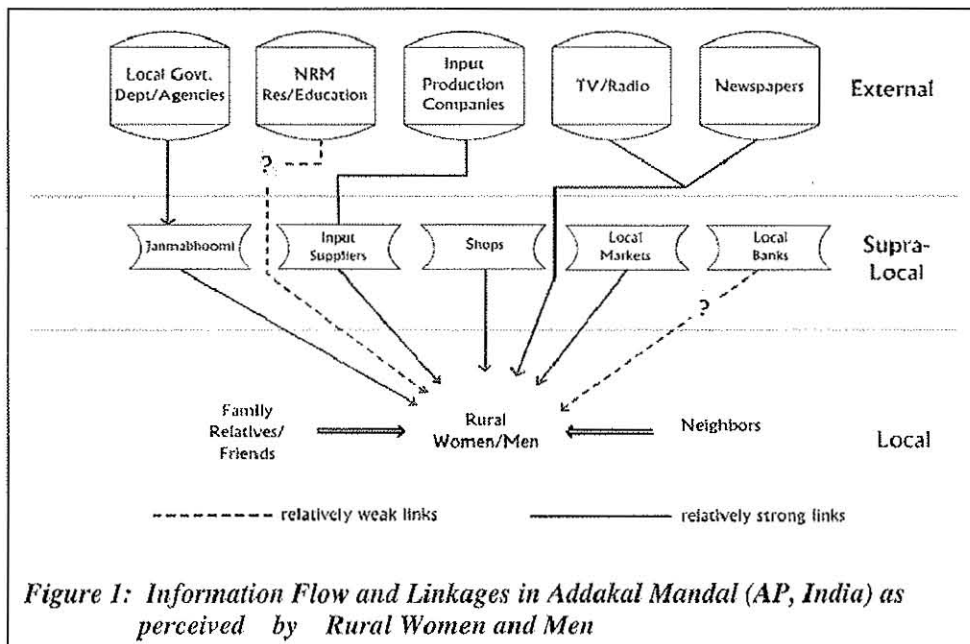 Local Govt.
Dept/Agencies
NRM
Res/Education
Input
Production
Companies
TV/Radio
Newspapers
External
?
Janmabhoomi
Input
Suppliers
Shops
Local
Markets
Local
Banks
Supra-
Local
?
Family
Relatives/
Friends
Rural
Women/Men
Neighbors
Local
relatively weak links
relatively strong links
Figure 1: Information Flow and Linkages in Addakal Mandal (AP, India) as
perceived by Rural Women and Men